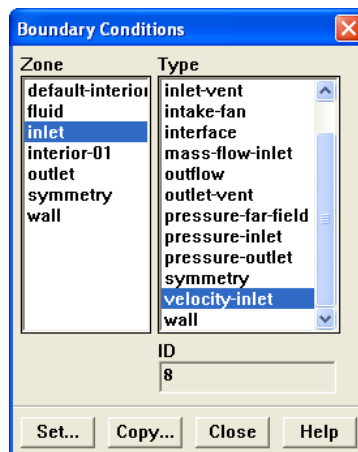 Boundary Conditions
Zone
default-interior
fluid
inlet
interior-01
outlet
symmetry
wall
Type
inlet-vent
intake-fan
interface
mass-flow-inlet
outflow
outlet-vent
pressure-far-field
pressure-inlet
pressure-outlet
symmetry
velocity-inlet
wall
ID
8
Set... Copy... Close Help